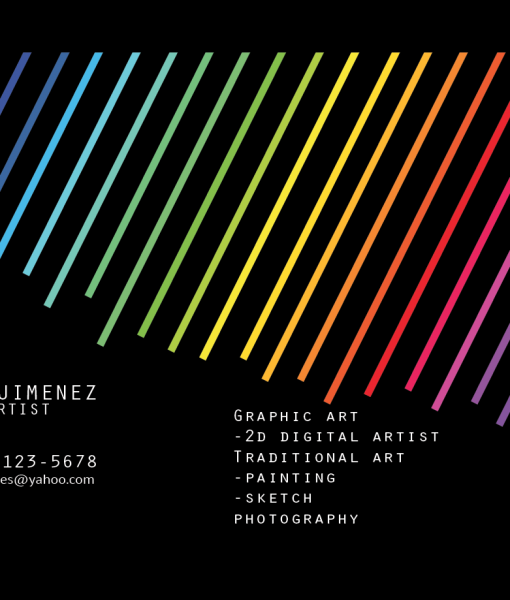 JIMENEZ
RTIST
123-5678
es@yahoo.com
Graphic art
-2d digital artist
Traditional art
-painting
-sketch
photography